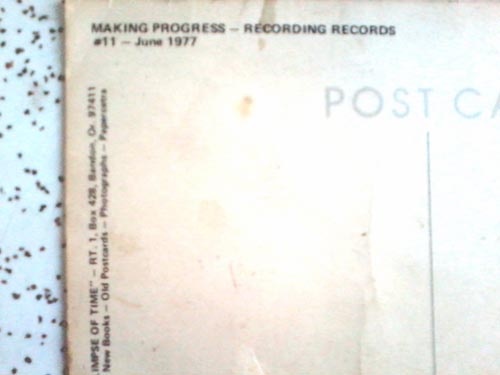 MAKING PROGRESS — RECORDING RECORDS
#11 — June 1977
POST CA
IMPSE OF TIME" — RT. 1, Box 428, Bandon, Or. 97411
New Books — Old Postcards — Photographs — Papercetra